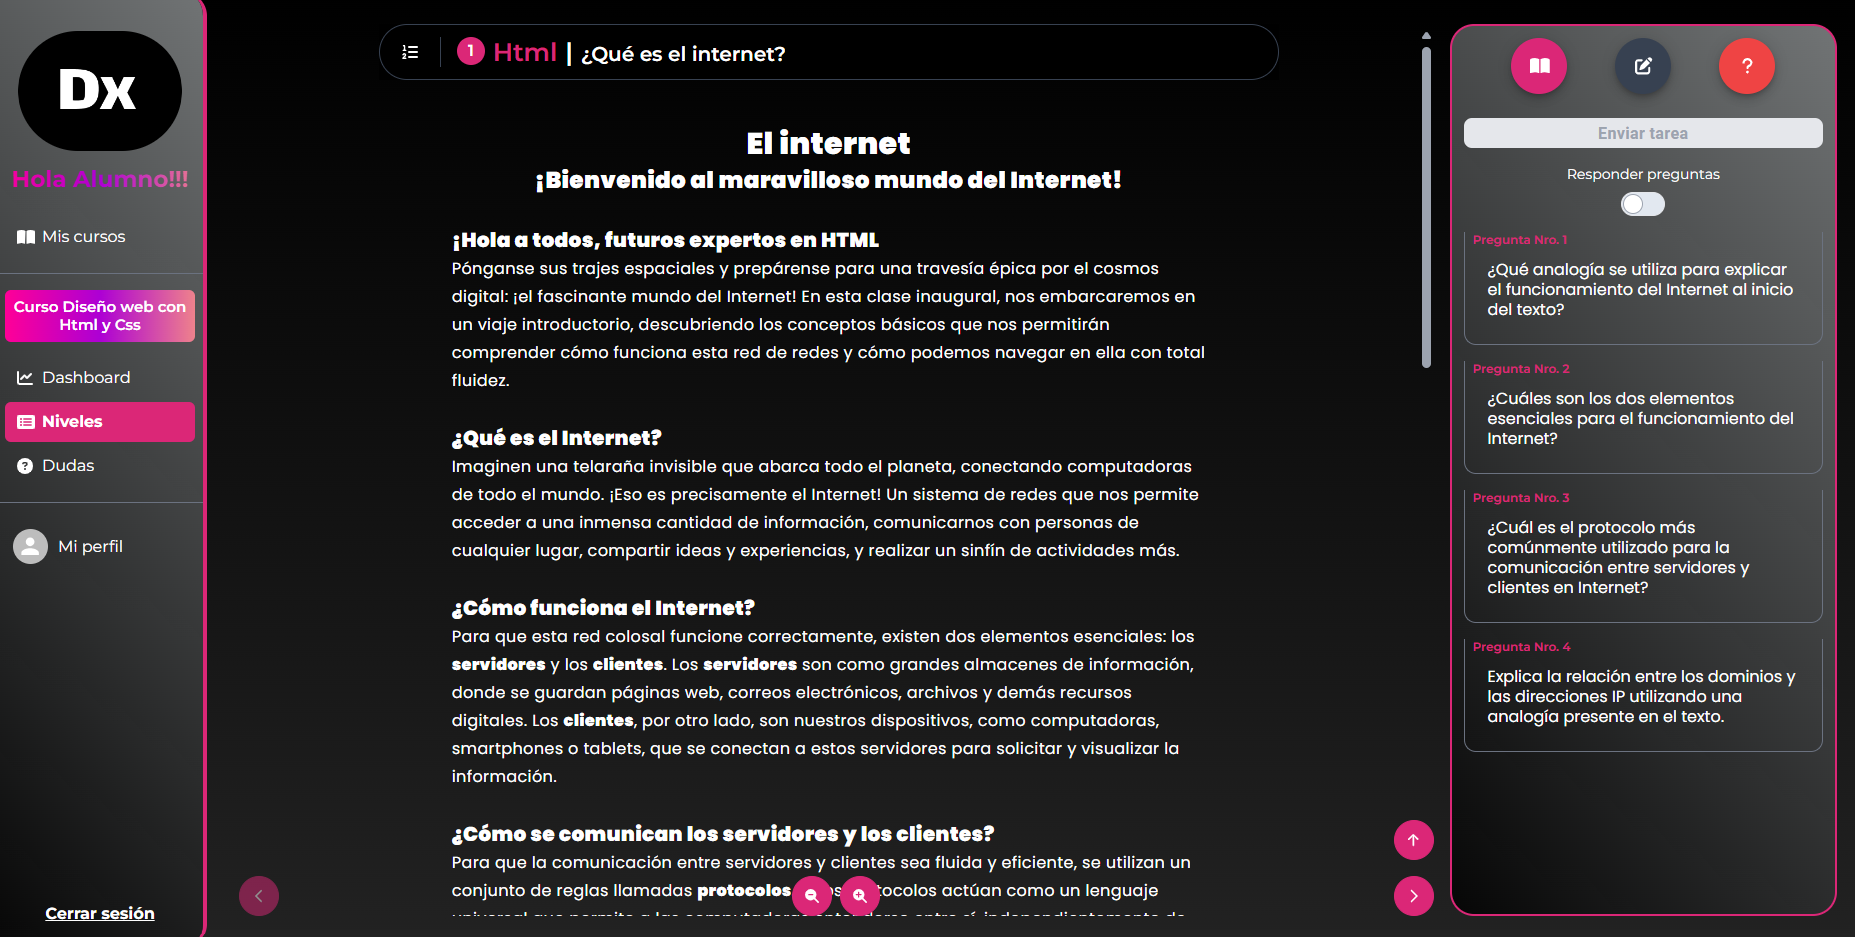 Dx
Hola Alumno!!!
Mis cursos
Curso Diseño web con
Html y Css
Dashboard
Niveles
Dudas
Mi perfil
Cerrar sesión
1 Html | ¿Qué es el internet?
El internet
¡Bienvenido al maravilloso mundo del Internet!
¡Hola a todos, futuros expertos en HTML
Pónganse sus trajes espaciales y prepárense para una travesía épica por el cosmos
digital: ¡el fascinante mundo del Internet! En esta clase inaugural, nos embarcaremos en
un viaje introductorio, descubriendo los conceptos básicos que nos permitirán
comprender cómo funciona esta red de redes y cómo podemos navegar en ella con total
fluidez.
¿Qué es el Internet?
Imaginen una telaraña invisible que abarca todo el planeta, conectando computadoras
de todo el mundo. ¡Eso es precisamente el Internet! Un sistema de redes que nos permite
acceder a una inmensa cantidad de información, comunicarnos con personas de
cualquier lugar, compartir ideas y experiencias, y realizar un sinfín de actividades más.
¿Cómo funciona el Internet?
Para que esta red colosal funcione correctamente, existen dos elementos esenciales: los
servidores y los clientes. Los servidores son como grandes almacenes de información,
donde se guardan páginas web, correos electrónicos, archivos y demás recursos
digitales. Los clientes, por otro lado, son nuestros dispositivos, como computadoras,
smartphones o tablets, que se conectan a estos servidores para solicitar y visualizar la
información.
¿Cómo se comunican los servidores y los clientes?
Para que la comunicación entre servidores y clientes sea fluida y eficiente, se utilizan un
conjunto de reglas llamadas protocolos actúan como un lenguaje
?
Enviar tarea
Responder preguntas
Pregunta Nro. 1
¿Qué analogía se utiliza para explicar
el funcionamiento del Internet al inicio
del texto?
Pregunta Nro. 2
¿Cuáles son los dos elementos
esenciales para el funcionamiento del
Internet?
Pregunta Nro. 3
¿Cuál es el protocolo más
comúnmente utilizado para la
comunicación entre servidores y
clientes en Internet?
Pregunta Nro. 4
Explica la relación entre los dominios y
las direcciones IP utilizando una
analogía presente en el texto.